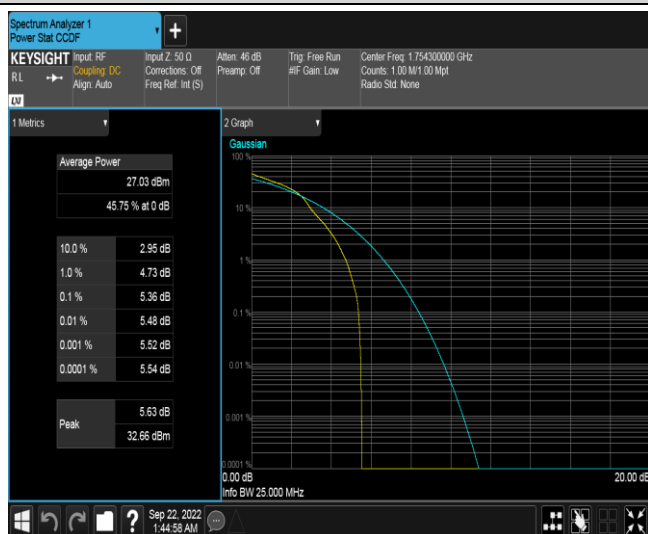 Spectrum Analyzer 1
Power Stat CCDF
+
KEYSIGHT
R L
LXI
Input: RF
Coupling: DC
Align: Auto
Input Z: 50 Ω
Corrections: Off
Freq Ref: Int (S)
Atten: 46 dB
Preamp: Off
Trig: Free Run
#IF Gain: Low
Center Freq: 1.754300000 GHz
Counts: 1.00 M/1.00 Mpt
Radio Std: None
1 Metrics
Average Power
27.03 dBm
45.75 % at 0 dB
10.0 % 2.95 dB
1.0 % 4.73 dB
0.1 % 5.36 dB
0.01 % 5.48 dB
0.001 % 5.52 dB
0.0001 % 5.54 dB
Peak
5.63 dB
32.66 dBm
2 Graph
Gaussian
100 %
10 %
1 %
0.1 %
0.01 %
0.001 %
0.0001 %
0.00 dB 20.00 dB
Info BW 25.000 MHz
?
Sep 22, 2022
1:44:58 AM